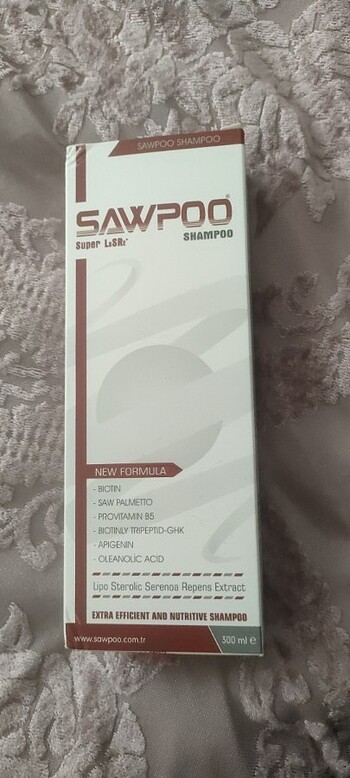 SAWPOO SHAMPOO
SAWPOO®
Super LsSRs® SHAMPOO
NEW FORMULA
- BIOTIN
- SAW PALMETTO
- PROVITAMIN B5
- BIOTINLY TRIPEPTID-GHK
- APIGENIN
- OLEANOLIC ACID
Lipo Sterolic Serenoa Repens Extract
EXTRA EFFICIENT AND NUTRITIVE SHAMPOO
www.sawpoo.com.tr 300 ml e